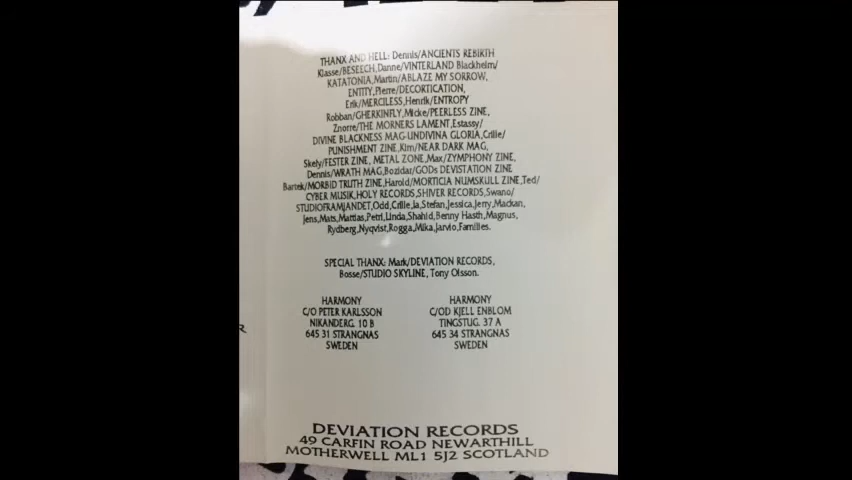 THANX AND HELL: Dennis/ANCIENTS REBIRTH
Klasse/BESEECH,Danne/VINTERLAND Blackheim/
KATATONIA,Martin/ABLAZE MY SORROW,
ENTITY,Pierre/DECORTICATION,
Erik/MERCILESS,Henrik/ENTROPY
Robban/GHERKINFLY,Micke/PEERLESS ZINE,
Znorre/THE MORNERS LAMENT,Estassy/
DIVINE BLACKNESS MAG-UNDIVINA GLORIA,Crille/
PUNISHMENT ZINE,Kim/NEAR DARK MAG,
Skely/FESTER ZINE, METAL ZONE,Max/ZYMPHONY ZINE,
Dennis/WRATH MAG,Bozidar/GODs DEVISTATION ZINE
Bartek/MORBID TRUTH ZINE,Harold/MORTICIA NUMSKULL ZINE,Ted/
CYBER MUSIK,HOLY RECORDS,SHIVER RECORDS,Swano/
STUDIOFRAMJANDET,Odd,Crille,Ia,Stefan,Jessica,Jerry,Mackan,
Jens,Mats,Mattias,Petri,Linda,Shahid,Benny Hasth,Magnus,
Rydberg,Nyqvist,Rogga,Mika,Jarvio,Families.
SPECIAL THANX: Mark/DEVIATION RECORDS,
Bosse/STUDIO SKYLINE, Tony Olsson.
HARMONY
C/O PETER KARLSSON
NIKANDERG. 10 B
645 31 STRANGNAS
SWEDEN
HARMONY
C/OD KJELL ENBLOM
TINGSTUG. 37 A
645 34 STRANGNAS
SWEDEN
R
DEVIATION RECORDS
49 CARFIN ROAD NEWARTHILL
MOTHERWELL ML1 5J2 SCOTLAND